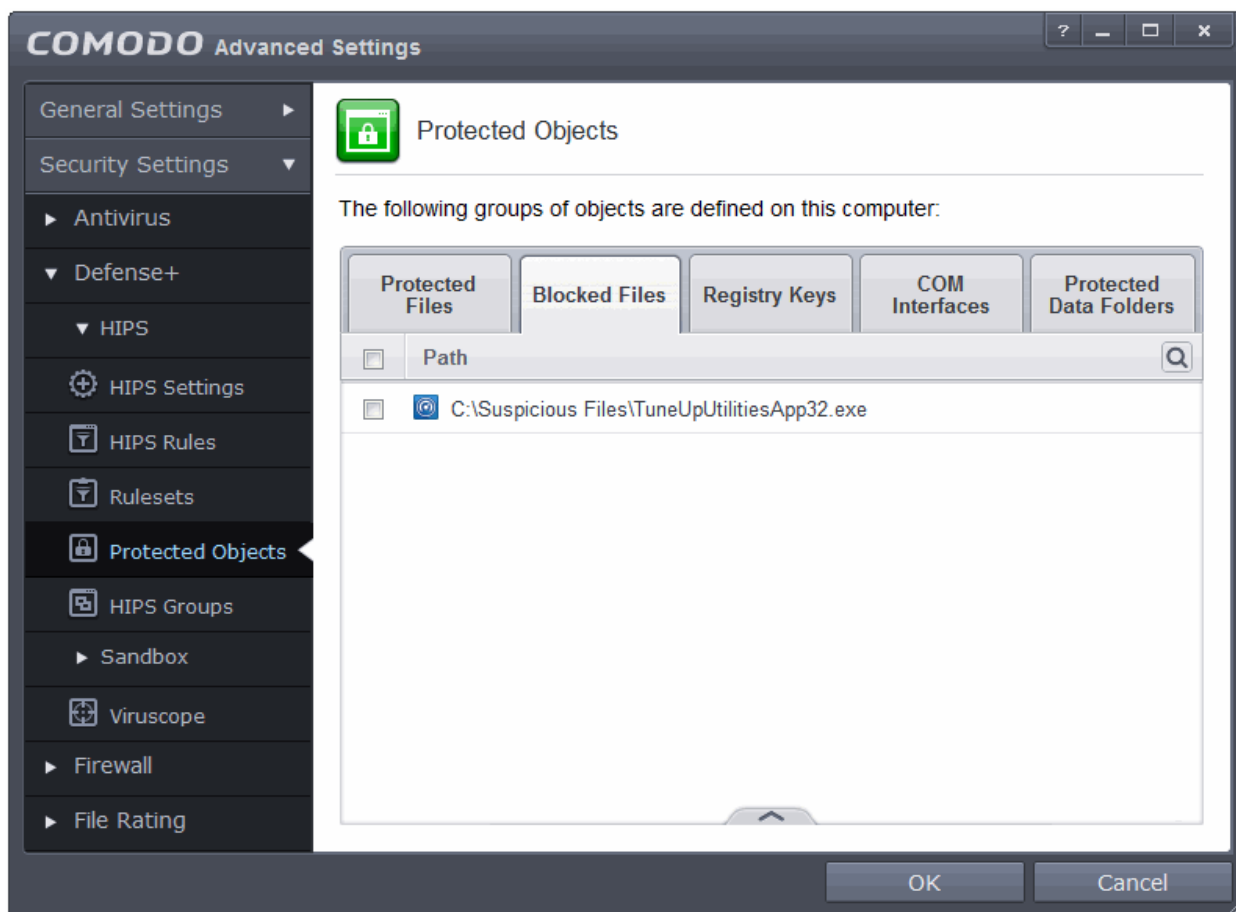 COMODO Advanced Settings
General Settings
Security Settings
Antivirus
Defense+
HIPS
HIPS Settings
HIPS Rules
Rulesets
Protected Objects
HIPS Groups
Sandbox
Viruscope
Firewall
File Rating
Protected Objects
The following groups of objects are defined on this computer:
Protected Files
Blocked Files
Registry Keys
COM Interfaces
Protected Data Folders
Path
C:\Suspicious Files\TuneUpUtilitiesApp32.exe
OK
Cancel